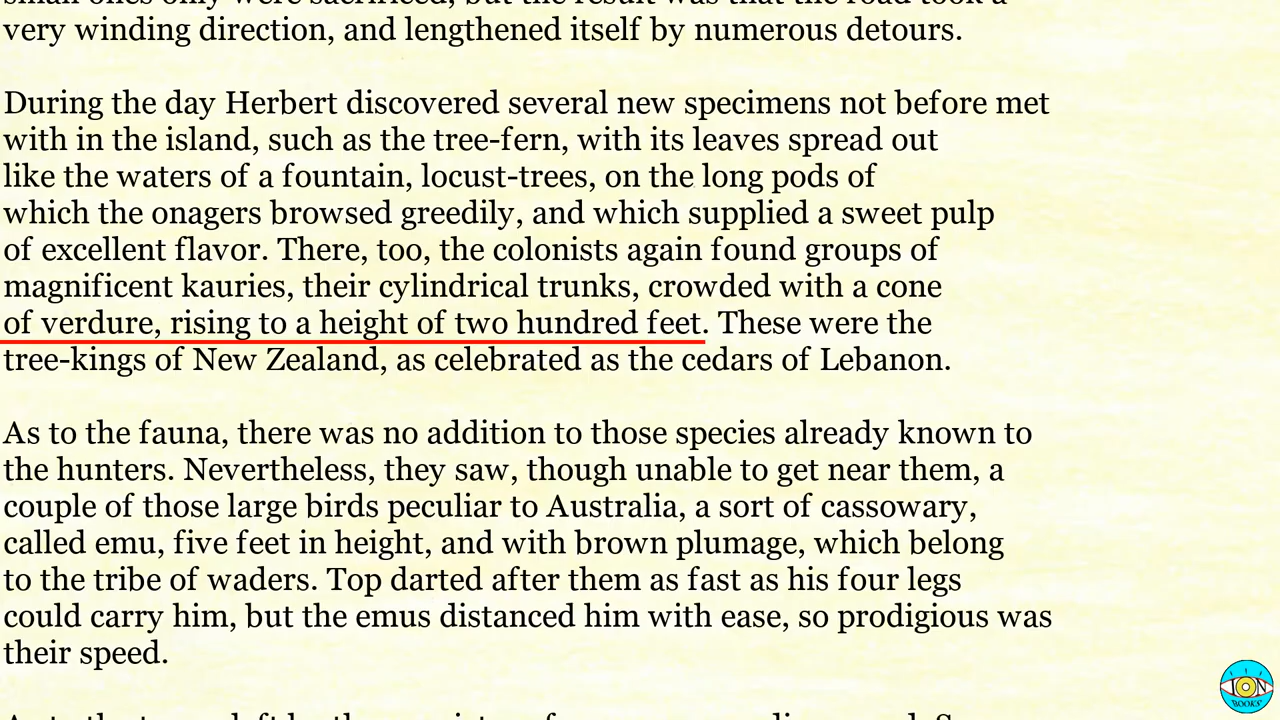 very winding direction, and lengthened itself by numerous detours.
During the day Herbert discovered several new specimens not before met
with in the island, such as the tree-fern, with its leaves spread out
like the waters of a fountain, locust-trees, on the long pods of
which the onagers browsed greedily, and which supplied a sweet pulp
of excellent flavor. There, too, the colonists again found groups of
magnificent kauries, their cylindrical trunks, crowded with a cone
of verdure, rising to a height of two hundred feet. These were the
tree-kings of New Zealand, as celebrated as the cedars of Lebanon.
As to the fauna, there was no addition to those species already known to
the hunters. Nevertheless, they saw, though unable to get near them, a
couple of those large birds peculiar to Australia, a sort of cassowary,
called emu, five feet in height, and with brown plumage, which belong
to the tribe of waders. Top darted after them as fast as his four legs
could carry him, but the emus distanced him with ease, so prodigious was
their speed.
ION
BOOKS